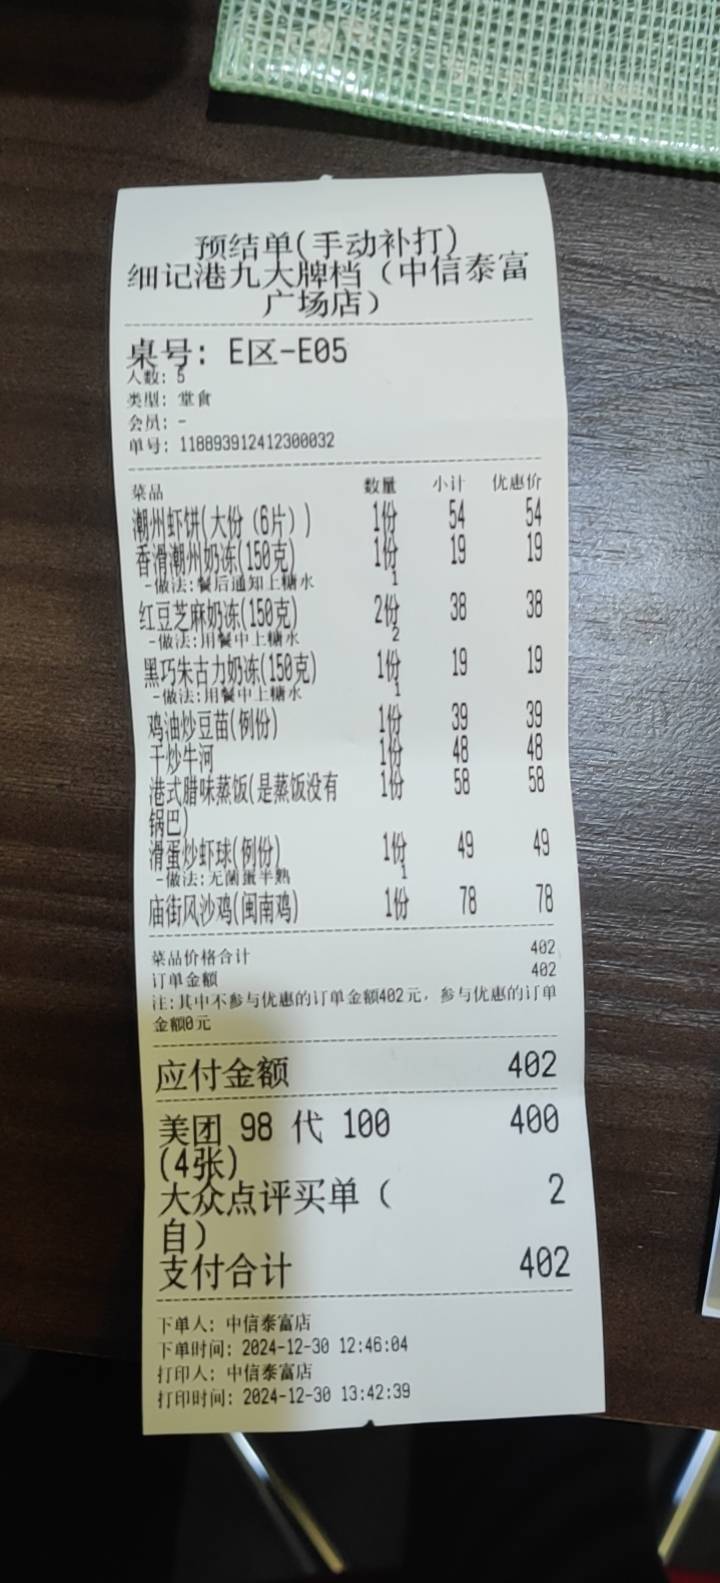 预结单(手动补打)
细记港九大牌档（中信泰富
广场店）
桌号: E区-E05
人数: 5
类型: 堂食
会员: -
单号: 118893912412300032
菜品 数量 小计 优惠价
潮州虾饼(大份（6片）) 1份 54 54
香滑潮州奶冻(150克) 1份 19 19
-做法:餐后通知上糖水 1
红豆芝麻奶冻(150克) 2份 38 38
-做法:用餐中上糖水 2
黑巧朱古力奶冻(150克) 1份 19 19
-做法:用餐中上糖水 1
鸡油炒豆苗(例份) 1份 39 39
干炒牛河 1份 48 48
港式腊味蒸饭(是蒸饭没有 1份 58 58
锅巴)
滑蛋炒虾球(例份) 1份 49 49
-做法:无菌蛋半熟 1
庙街风沙鸡(闽南鸡) 1份 78 78
菜品价格合计 402
订单金额 402
注:其中不参与优惠的订单金额402元，参与优惠的订单
金额0元
应付金额 402
美团 98 代 100 400
(4张)
大众点评买单（ 2
自）
支付合计 402
下单人: 中信泰富店
下单时间: 2024-12-30 12:46:04
打印人: 中信泰富店
打印时间: 2024-12-30 13:42:39